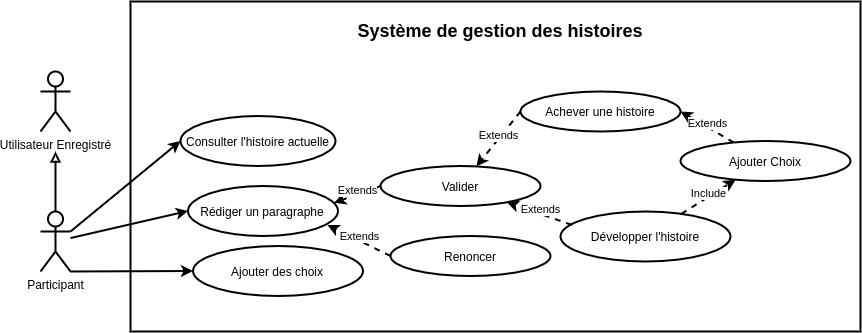 Système de gestion des histoires
Utilisateur Enregistré
Participant
Consulter l'histoire actuelle
Rédiger un paragraphe
Ajouter des choix
Extends
Extends
Valider
Renoncer
Extends
Extends
Achever une histoire
Développer l'histoire
Extends
Include
Ajouter Choix